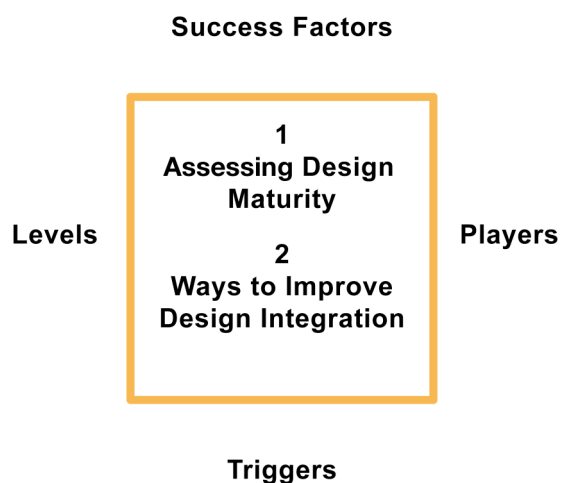 Success Factors
1
Assessing Design
Maturity
Levels
Players
2
Ways to Improve
Design Integration
Triggers